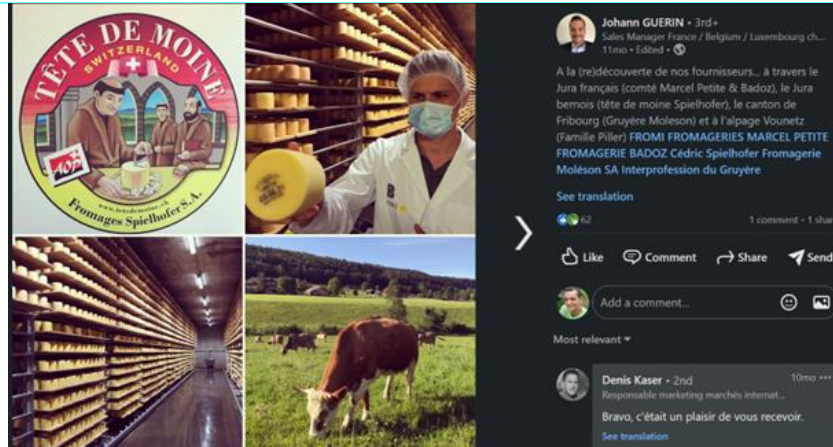 TÊTE DE MOINE
SWITZERLAND
AOP
www.tetedemoine.ch
Fromages Spielhofer S.A.
Johann GUERIN • 3rd+
Sales Manager France / Belgium / Luxembourg ch...
11mo • Edited •
A la (re)découverte de nos fournisseurs... à travers le
Jura français (comté Marcel Petite & Badoz), le Jura
bernois (tête de moine Spielhofer), le canton de
Fribourg (Gruyère Moleson) et à l'alpage Vounetz
(Famille Piller) FROMI FROMAGERIES MARCEL PETITE
FROMAGERIE BADOZ Cédric Spielhofer Fromagerie
Moléson SA Interprofession du Gruyère
See translation
62
1 comment • 1 shar
Like Comment Share Send
Add a comment...
Most relevant
Denis Kaser • 2nd
10mo •••
Responsable marketing marchés internat...
Bravo, c'était un plaisir de vous recevoir.
See translation